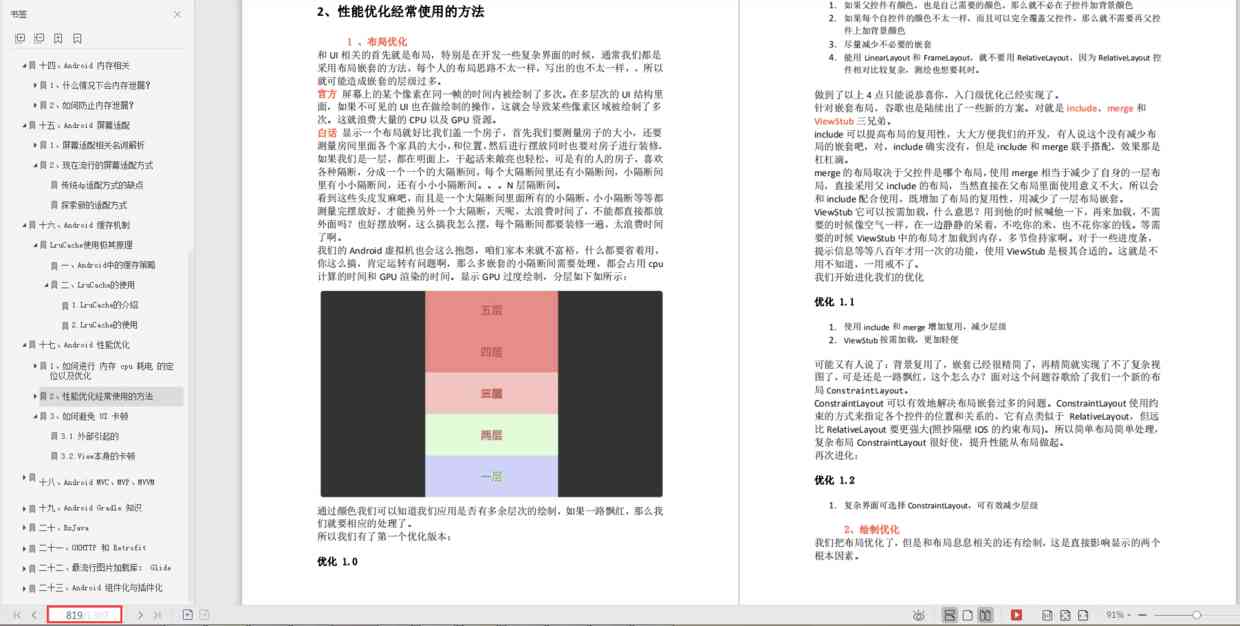 书签
十四、Android 内存相关
1、什么情况下会内存泄漏?
2、如何防止内存泄漏?
十五、Android 屏幕适配
1、屏幕适配相关名词解析
2、现在流行的屏幕适配方式
传统dp适配方式的缺点
探索新的适配方式
十六、Android 缓存机制
LruCache使用极其原理
一、Android中的缓存策略
二、LruCache的使用
1.LruCache的介绍
2.LruCache的使用
十七、Android 性能优化
1、如何进行 内存 cpu 耗电 的定
位以及优化
2、性能优化经常使用的方法
3、如何避免 UI 卡顿
3.1 外部引起的
3.2.View本身的卡顿
十八、Android MVC、MVP、MVVM
十九、Android Gradle 知识
二十、RxJava
二十一、OKHTTP 和 Retrofit
二十二、最流行图片加载库: Glide
二十三、Android 组件化与插件化
2、性能优化经常使用的方法
1 、布局优化
和 UI 相关的首先就是布局，特别是在开发一些复杂界面的时候，通常我们都是
采用布局嵌套的方法，每个人的布局思路不太一样，写出的也不太一样，。所以
就可能造成嵌套的层级过多。
官方 屏幕上的某个像素在同一帧的时间内被绘制了多次。在多层次的 UI 结构里
面，如果不可见的 UI 也在做绘制的操作，这就会导致某些像素区域被绘制了多
次。这就浪费大量的 CPU 以及 GPU 资源。
白话 显示一个布局就好比我们盖一个房子，首先我们要测量房子的大小，还要
测量房间里面各个家具的大小,和位置,然后进行摆放同时也要对房子进行装修，
如果我们是一层，都在明面上，干起活来敞亮也轻松，可是有的人的房子，喜欢
各种隔断，分成一个一个的大隔断间，每个大隔断间里还有小隔断间，小隔断间
里有小小隔断间，还有小小小隔断间。。。N 层隔断间。
看到这些头皮发麻吧，而且是一个大隔断间里面所有的小隔断、小小隔断等等都
测量完摆放好，才能换另外一个大隔断，天呢，太浪费时间了，不能都直接都放
外面吗？也好摆放啊，这么搞我怎么摆，每个隔断间都要装修一遍，太浪费时间
了啊。
我们的 Android 虚拟机也会这么抱怨，咱们家本来就不富裕，什么都要省着用，
你这么搞，肯定运转有问题啊，那么多嵌套的小隔断间需要处理，都会占用 cpu
计算的时间和 GPU 渲染的时间。显示 GPU 过度绘制，分层如下如所示：
五层
四层
三层
两层
一层
通过颜色我们可以知道我们应用是否有多余层次的绘制，如果一路飘红，那么我
们就要相应的处理了。
所以我们有了第一个优化版本：
优化 1.0
1. 如果父控件有颜色，也是自己需要的颜色，那么就不必在子控件加背景颜色
2. 如果每个自控件的颜色不太一样，而且可以完全覆盖父控件，那么就不需要再父控
件上加背景颜色
3. 尽量减少不必要的嵌套
4. 能用 LinearLayout 和 FrameLayout，就不要用 RelativeLayout，因为 RelativeLayout 控
件相对比较复杂，测绘也想要耗时。
做到了以上 4 点只能说恭喜你，入门级优化已经实现了。
针对嵌套布局，谷歌也是陆续出了一些新的方案。对就是 include、merge 和
ViewStub 三兄弟。
include 可以提高布局的复用性，大大方便我们的开发，有人说这个没有减少布
局的嵌套吧，对，include 确实没有，但是 include 和 merge 联手搭配，效果那是
杠杠滴。
merge 的布局取决于父控件是哪个布局，使用 merge 相当于减少了自身的一层布
局，直接采用父 include 的布局，当然直接在父布局里面使用意义不大，所以会
和 include 配合使用，既增加了布局的复用性，用减少了一层布局嵌套。
ViewStub 它可以按需加载，什么意思？用到他的时候喊他一下，再来加载，不需
要的时候像空气一样，在一边静静的呆着，不吃你的米，也不花你家的钱。等需
要的时候 ViewStub 中的布局才加载到内存，多节俭持家啊。对于一些进度条，
提示信息等等八百年才用一次的功能，使用 ViewStub 是极其合适的。这就是不
用不知道，一用戒不了。
我们开始进化我们的优化
优化 1.1
1. 使用 include 和 merge 增加复用，减少层级
2. ViewStub 按需加载，更加轻便
可能又有人说了：背景复用了，嵌套已经很精简了，再精简就实现了不了复杂视
图了，可是还是一路飘红，这个怎么办？面对这个问题谷歌给了我们一个新的布
局 ConstraintLayout。
ConstraintLayout 可以有效地解决布局嵌套过多的问题。ConstraintLayout 使用约
束的方式来指定各个控件的位置和关系的，它有点类似于 RelativeLayout，但远
比 RelativeLayout 要更强大(照抄隔壁 IOS 的约束布局)。所以简单布局简单处理，
复杂布局 ConstraintLayout 很好使，提升性能从布局做起。
再次进化：
优化 1.2
1. 复杂界面可选择 ConstraintLayout，可有效减少层级
2、绘制优化
我们把布局优化了，但是和布局息息相关的还有绘制，这是直接影响显示的两个
根本因素。
819
91%